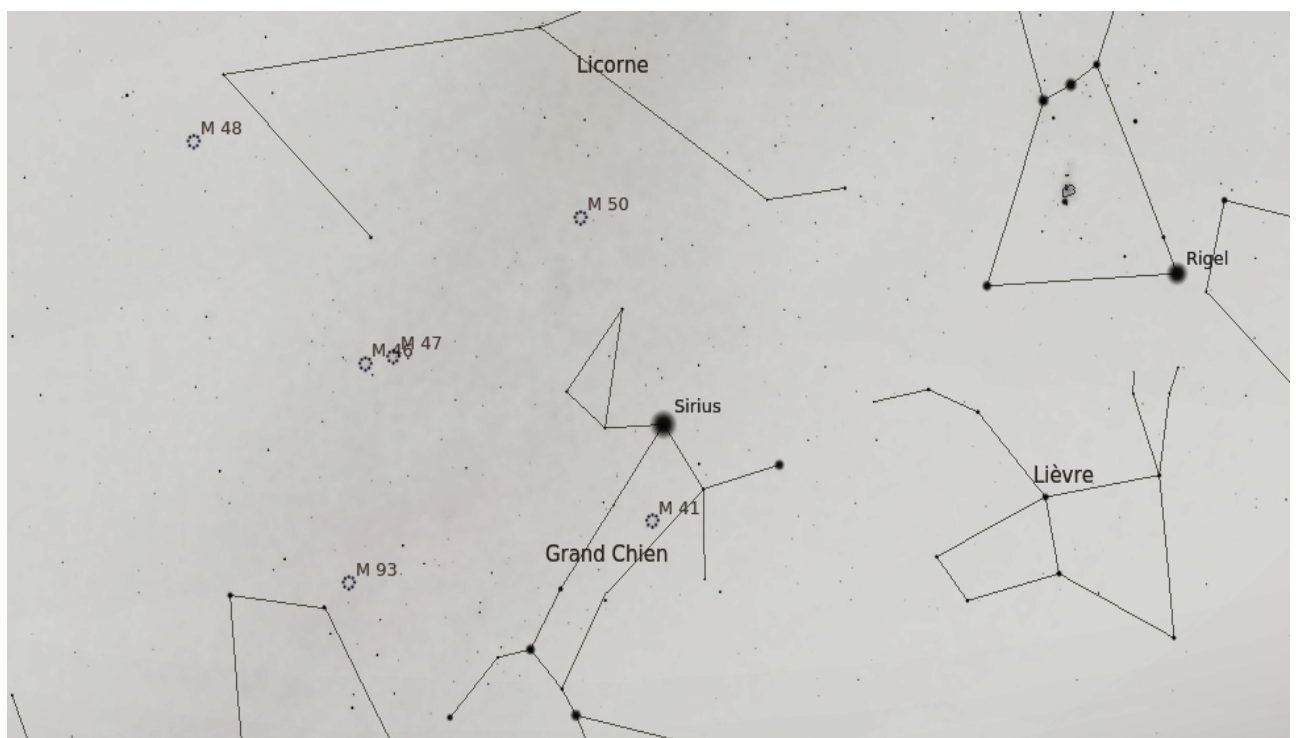 Licorne
M 48
M 50
Rigel
M 46
M 47
Sirius
Lièvre
M 41
Grand Chien
M 93